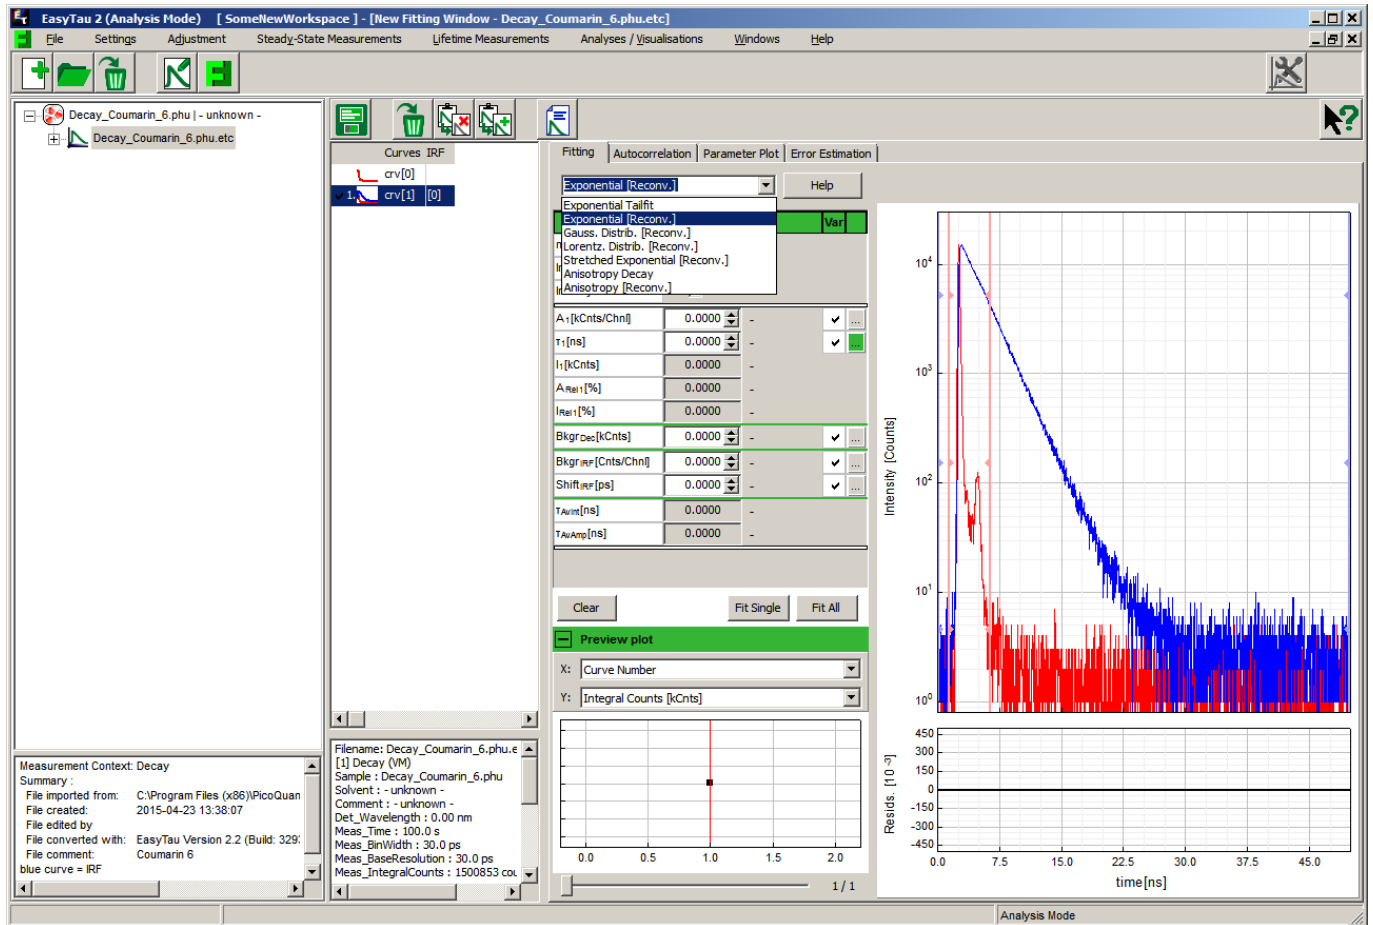 EasyTau 2 (Analysis Mode) [ SomeNewWorkspace ] - [New Fitting Window - Decay_Coumarin_6.phu.etc]
File Settings Adjustment Steady-State Measurements Lifetime Measurements Analyses / Visualisations Windows Help
Decay_Coumarin_6.phu | - unknown -
Decay_Coumarin_6.phu.etc
Measurement Context: Decay
Summary :
File imported from: C:\Program Files (x86)\PicoQuan
File created: 2015-04-23 13:38:07
File edited by
File converted with: EasyTau Version 2.2 (Build: 329
File comment: Coumarin 6
blue curve = IRF
Curves IRF
crv[0]
1. crv[1] [0]
Filename: Decay_Coumarin_6.phu.e
[1] Decay (VM)
Sample : Decay_Coumarin_6.phu
Solvent : - unknown -
Comment : - unknown -
Det_Wavelength : 0.00 nm
Meas_Time : 100.0 s
Meas_BinWidth : 30.0 ps
Meas_BaseResolution : 30.0 ps
Meas_IntegralCounts : 1500853 cou
Fitting Autocorrelation Parameter Plot Error Estimation
Exponential [Reconv.] Help
Exponential Tailfit
Exponential [Reconv.]
Gauss. Distrib. [Reconv.]
Lorentz. Distrib. [Reconv.]
Stretched Exponential [Reconv.]
Anisotropy Decay
Anisotropy [Reconv.]
Var
A1[kCnts/Chnl] 0.0000 - ...
τ1[ns] 0.0000 - ...
I1[kCnts] 0.0000 -
ARel1[%] 0.0000 -
IRel1[%] 0.0000 -
BkgrDec[kCnts] 0.0000 - ...
BkgrIRF[Cnts/Chnl] 0.0000 - ...
ShiftIRF[ps] 0.0000 - ...
τAvInt[ns] 0.0000 -
τAvAmp[ns] 0.0000 -
Clear Fit Single Fit All
Preview plot
X: Curve Number
Y: Integral Counts [kCnts]
0.0 0.5 1.0 1.5 2.0
1 / 1
Intensity [Counts]
10⁴
10³
10²
10¹
10⁰
Resids. [10 -3]
450
300
150
0
-150
-300
-450
0.0 7.5 15.0 22.5 30.0 37.5 45.0
time[ns]
Analysis Mode